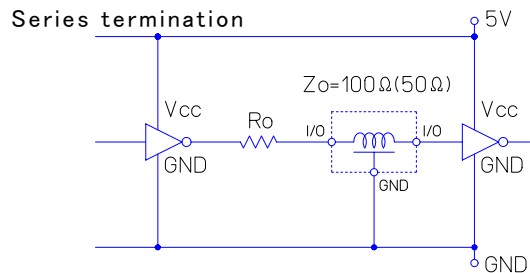 Series termination
5V
Zo=100Ω(50Ω)
Vcc
Vcc
Ro
I/O
I/O
GND
GND
GND
GND